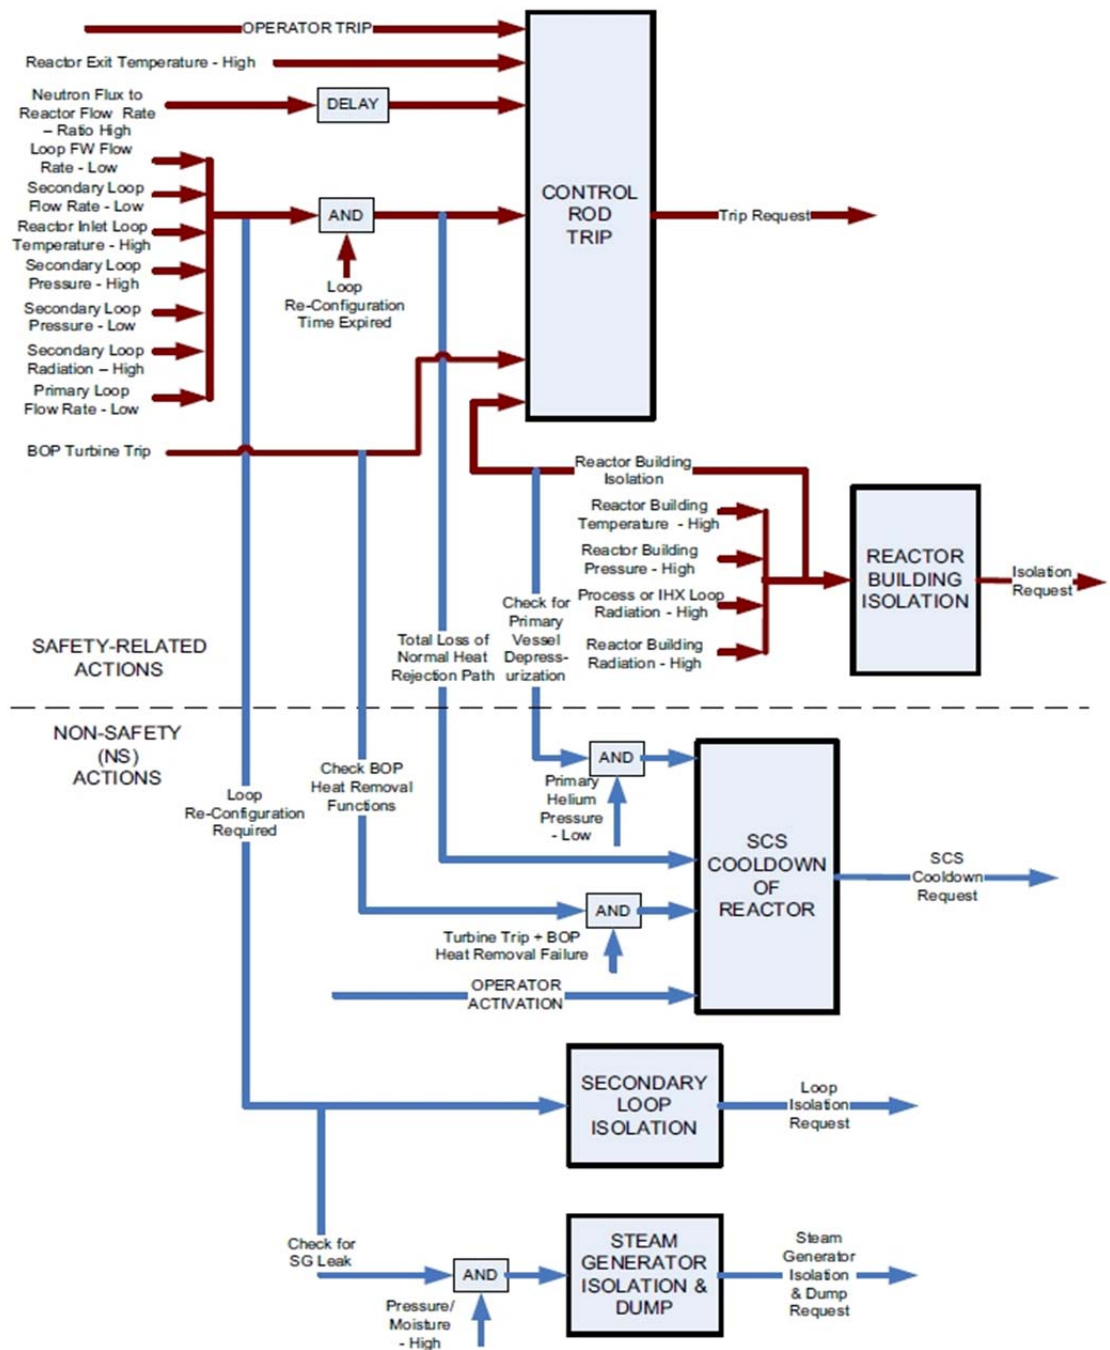 OPERATOR TRIP
Reactor Exit Temperature - High
Neutron Flux to
Reactor Flow Rate
– Ratio High
DELAY
Loop FW Flow
Rate - Low
Secondary Loop
Flow Rate - Low
Reactor Inlet Loop
Temperature - High
Secondary Loop
Pressure - High
Secondary Loop
Pressure - Low
Secondary Loop
Radiation – High
Primary Loop
Flow Rate - Low
AND
Loop
Re-Configuration
Time Expired
CONTROL
ROD
TRIP
Trip Request
BOP Turbine Trip
Reactor Building
Isolation
Reactor Building
Temperature - High
Reactor Building
Pressure - High
Process or IHX Loop
Radiation - High
Reactor Building
Radiation - High
REACTOR
BUILDING
ISOLATION
Isolation
Request
Check for
Primary
Vessel
Depress-
urization
Total Loss of
Normal Heat
Rejection Path
SAFETY-RELATED
ACTIONS
NON-SAFETY
(NS)
ACTIONS
Check BOP
Heat Removal
Functions
Loop
Re-Configuration
Required
AND
Primary
Helium
Pressure
- Low
SCS
COOLDOWN
OF
REACTOR
SCS
Cooldown
Request
AND
Turbine Trip + BOP
Heat Removal Failure
OPERATOR
ACTIVATION
SECONDARY
LOOP
ISOLATION
Loop
Isolation
Request
Check for
SG Leak
AND
Pressure/
Moisture
- High
STEAM
GENERATOR
ISOLATION &
DUMP
Steam
Generator
Isolation
& Dump
Request